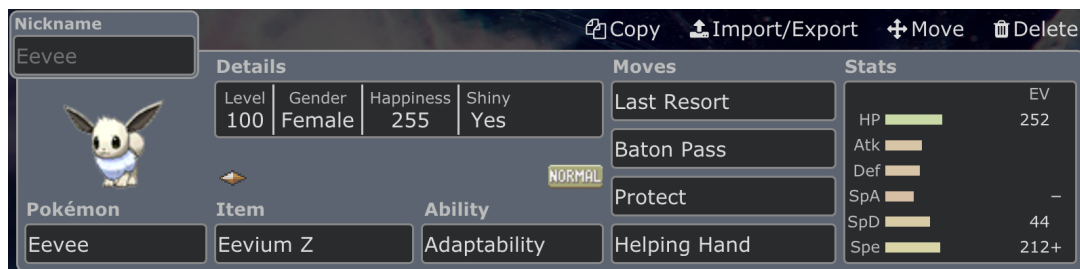 Nickname
Eevee
Copy Import/Export Move Delete
Details
Level Gender Happiness Shiny
100 Female 255 Yes
NORMAL
Pokémon
Eevee
Item
Eevium Z
Ability
Adaptability
Moves
Last Resort
Baton Pass
Protect
Helping Hand
Stats
EV
HP 252
Atk
Def
SpA –
SpD 44
Spe 212+